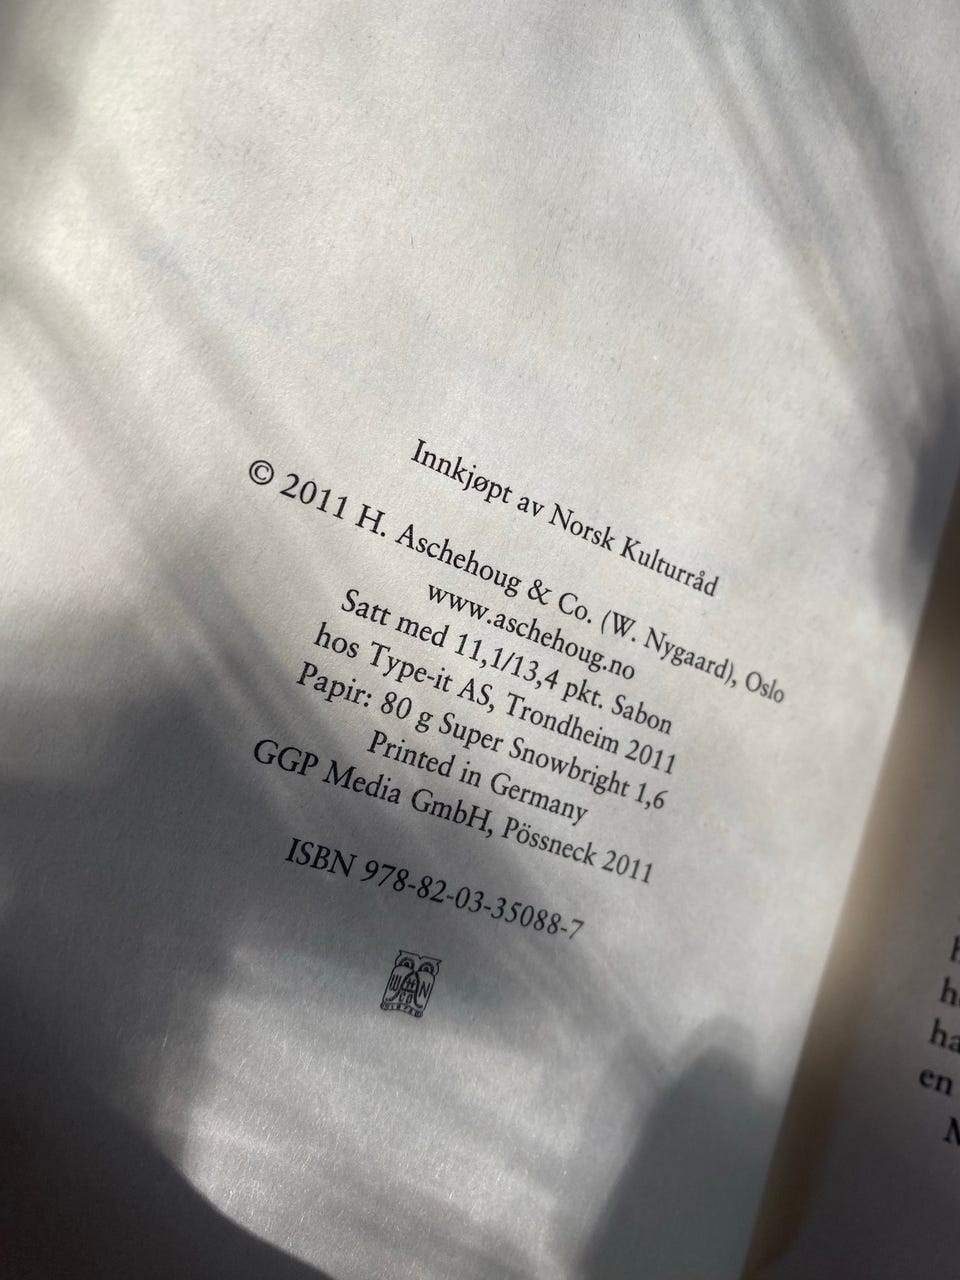 Innkjøpt av Norsk Kulturråd
© 2011 H. Aschehoug & Co. (W. Nygaard), Oslo
www.aschehoug.no
Satt med 11,1/13,4 pkt. Sabon
hos Type-it AS, Trondheim 2011
Papir: 80 g Super Snowbright 1,6
Printed in Germany
GGP Media GmbH, Pössneck 2011
ISBN 978-82-03-35088-7
en